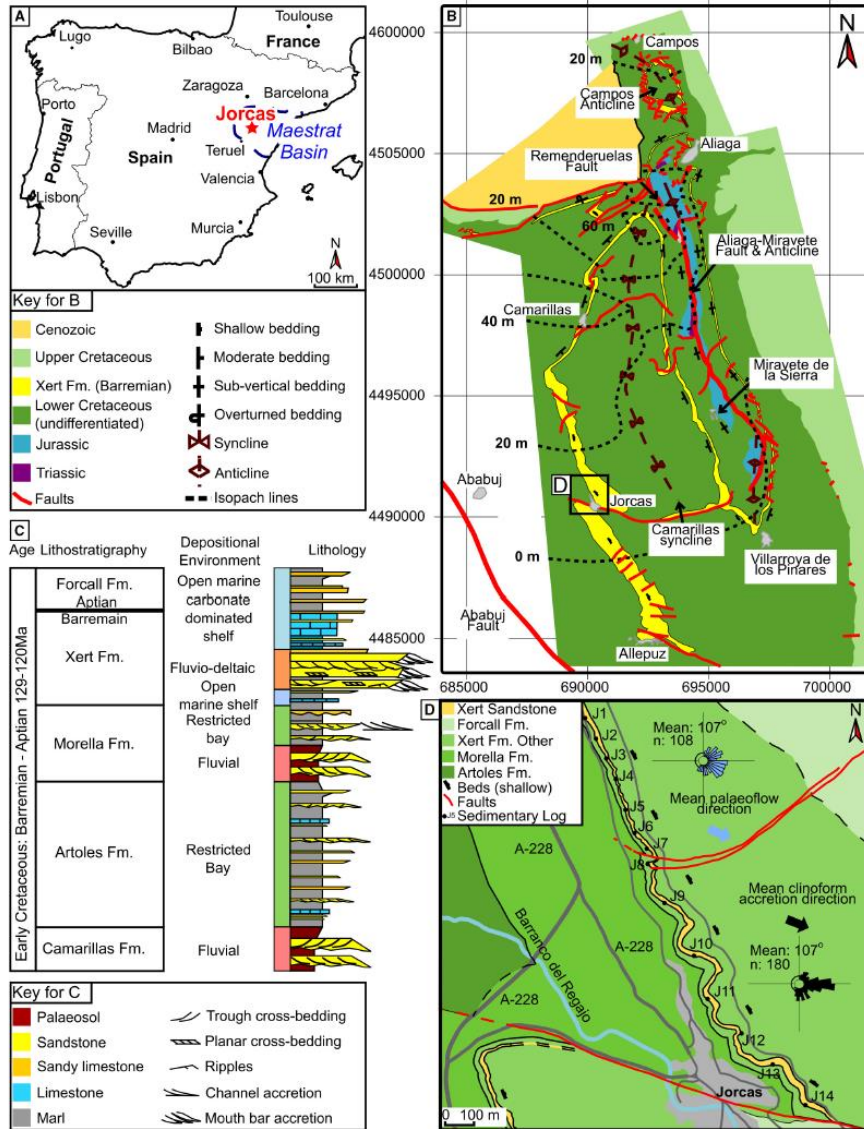 A
Toulouse
France
Lugo
Bilbao
Zaragoza
Barcelona
Porto
Jorcas
Maestrat
Basin
Madrid
Portugal
Spain
Teruel
Valencia
Lisbon
Murcia
Seville
N
100 km
Key for B
Cenozoic
Upper Cretaceous
Xert Fm. (Barremian)
Lower Cretaceous
(undifferentiated)
Jurassic
Triassic
Faults
Shallow bedding
Moderate bedding
Sub-vertical bedding
Overturned bedding
Syncline
Anticline
Isopach lines
B
4600000
4505000
4500000
4495000
4490000
4485000
685000
690000
695000
700000
N
Campos
20 m
Campos
Anticline
Aliaga
Remenderuelas
Fault
20 m
60 m
Aliaga-Miravete
Fault & Anticline
Camarillas
40 m
Miravete de
la Sierra
20 m
Ababuj
D
Jorcas
Camarillas
syncline
Villarroya de
los Pinares
0 m
Ababuj
Fault
Allepuz
C
Age
Lithostratigraphy
Depositional
Environment
Lithology
Early Cretaceous: Barremian - Aptian 129-120Ma
Forcall Fm.
Aptian
Barremain
Xert Fm.
Morella Fm.
Artoles Fm.
Camarillas Fm.
Open marine
carbonate
dominated
shelf
Fluvio-deltaic
Open
marine shelf
Restricted
bay
Fluvial
Restricted
Bay
Fluvial
Key for C
Palaeosol
Sandstone
Sandy limestone
Limestone
Marl
Trough cross-bedding
Planar cross-bedding
Ripples
Channel accretion
Mouth bar accretion
D
Xert Sandstone
Forcall Fm.
Xert Fm. Other
Morella Fm.
Artoles Fm.
Beds (shallow)
Faults
J5 Sedimentary Log
N
J1
J2
J3
J4
J5
J6
J7
J8
J9
J10
J11
J12
J13
J14
Mean: 107°
n: 108
Mean palaeoflow
direction
Mean clinoform
accretion direction
Mean: 107°
n: 180
A-228
A-228
A-228
Barranco del Regajo
Jorcas
0 100 m